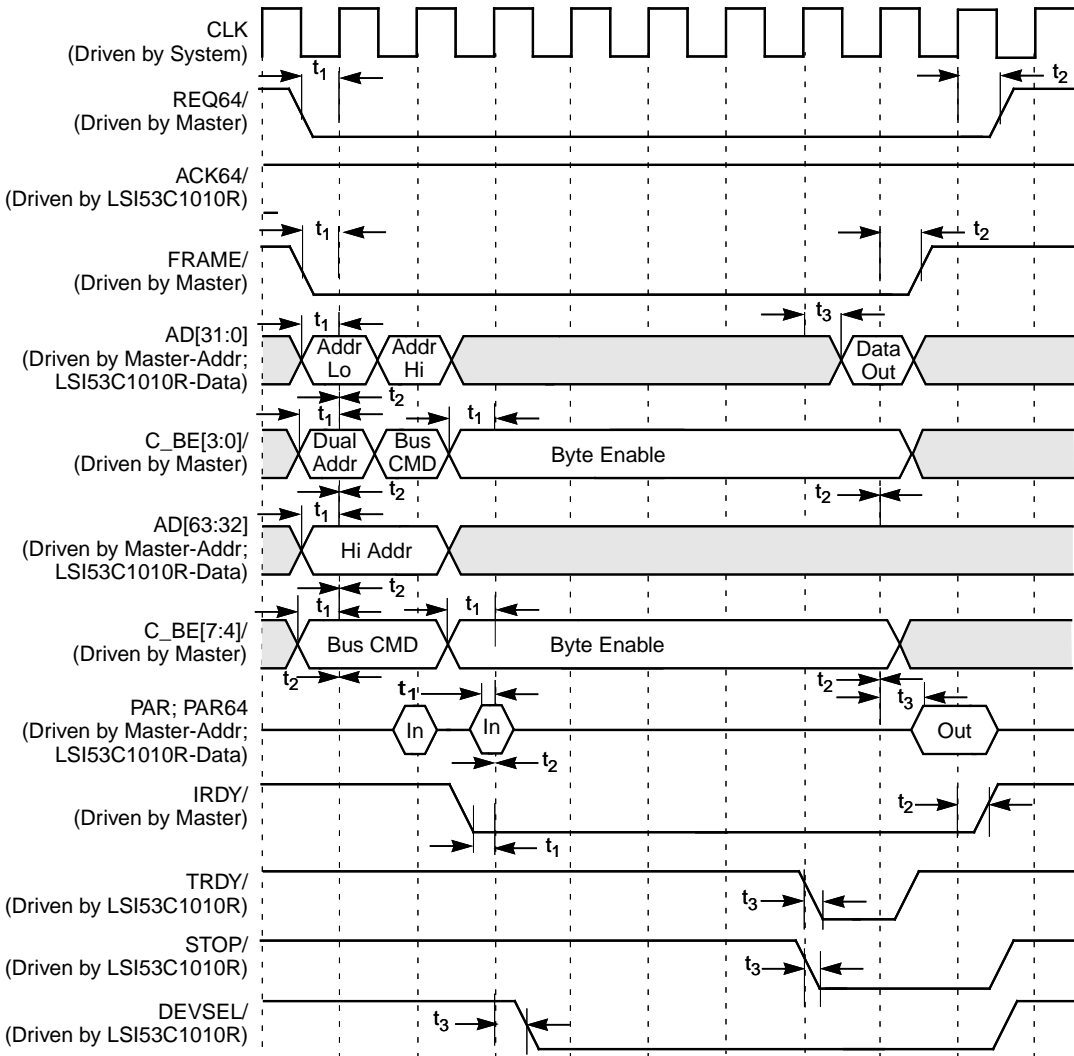 CLK
(Driven by System)
t1
t2
REQ64/
(Driven by Master)
ACK64/
(Driven by LSI53C1010R)
t1
t2
FRAME/
(Driven by Master)
t3
t1
AD[31:0]
(Driven by Master-Addr;
LSI53C1010R-Data)
Addr
Lo
Addr
Hi
Data
Out
t2
t1
t1
C_BE[3:0]/
(Driven by Master)
Dual
Addr
Bus
CMD
Byte Enable
t2
t2
t1
AD[63:32]
(Driven by Master-Addr;
LSI53C1010R-Data)
Hi Addr
t2
t1
t1
C_BE[7:4]/
(Driven by Master)
Bus CMD
Byte Enable
t2
t2
t1
t3
PAR; PAR64
(Driven by Master-Addr;
LSI53C1010R-Data)
In
In
Out
t2
IRDY/
(Driven by Master)
t2
t1
TRDY/
(Driven by LSI53C1010R)
t3
STOP/
(Driven by LSI53C1010R)
t3
DEVSEL/
(Driven by LSI53C1010R)
t3